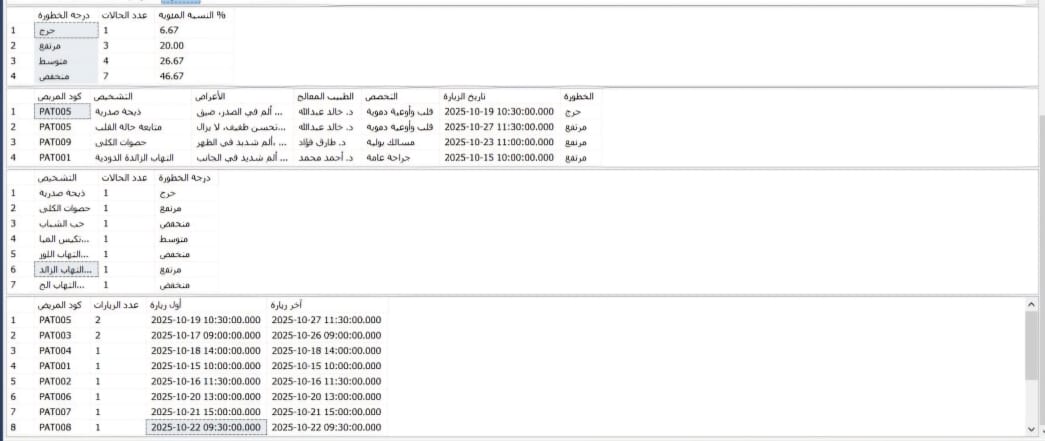 درجة الخطورة عدد الحالات النسبة المئوية %
1 حرج 1 6.67
2 مرتفع 3 20.00
3 متوسط 4 26.67
4 منخفض 7 46.67
كود المريض التشخيص الأعراض الطبيب المعالج التخصص تاريخ الزيارة الخطورة
1 PAT005 ذبحة صدرية ألم في الصدر، ضيق ... د. خالد عبدالله قلب وأوعية دموية 2025-10-19 10:30:00.000 حرج
2 PAT005 متابعة حالة القلب تحسن طفيف، لا يزال... د. خالد عبدالله قلب وأوعية دموية 2025-10-27 11:30:00.000 مرتفع
3 PAT009 حصوات الكلى ألم شديد في الظهر، ... د. طارق فؤاد مسالك بولية 2025-10-23 11:00:00.000 مرتفع
4 PAT001 التهاب الزائدة الدودية ألم شديد في الجانب ... د. أحمد محمد جراحة عامة 2025-10-15 10:00:00.000 مرتفع
التشخيص عدد الحالات درجة الخطورة
1 ذبحة صدرية 1 حرج
2 حصوات الكلى 1 مرتفع
3 حب الشباب 1 منخفض
4 تكيس المبا... 1 متوسط
5 التهاب اللوز... 1 منخفض
6 التهاب الزائد... 1 مرتفع
7 التهاب الج... 1 منخفض
كود المريض عدد الزيارات أول زيارة آخر زيارة
1 PAT005 2 2025-10-19 10:30:00.000 2025-10-27 11:30:00.000
2 PAT003 2 2025-10-17 09:00:00.000 2025-10-26 09:00:00.000
3 PAT004 1 2025-10-18 14:00:00.000 2025-10-18 14:00:00.000
4 PAT001 1 2025-10-15 10:00:00.000 2025-10-15 10:00:00.000
5 PAT002 1 2025-10-16 11:30:00.000 2025-10-16 11:30:00.000
6 PAT006 1 2025-10-20 13:00:00.000 2025-10-20 13:00:00.000
7 PAT007 1 2025-10-21 15:00:00.000 2025-10-21 15:00:00.000
8 PAT008 1 2025-10-22 09:30:00.000 2025-10-22 09:30:00.000